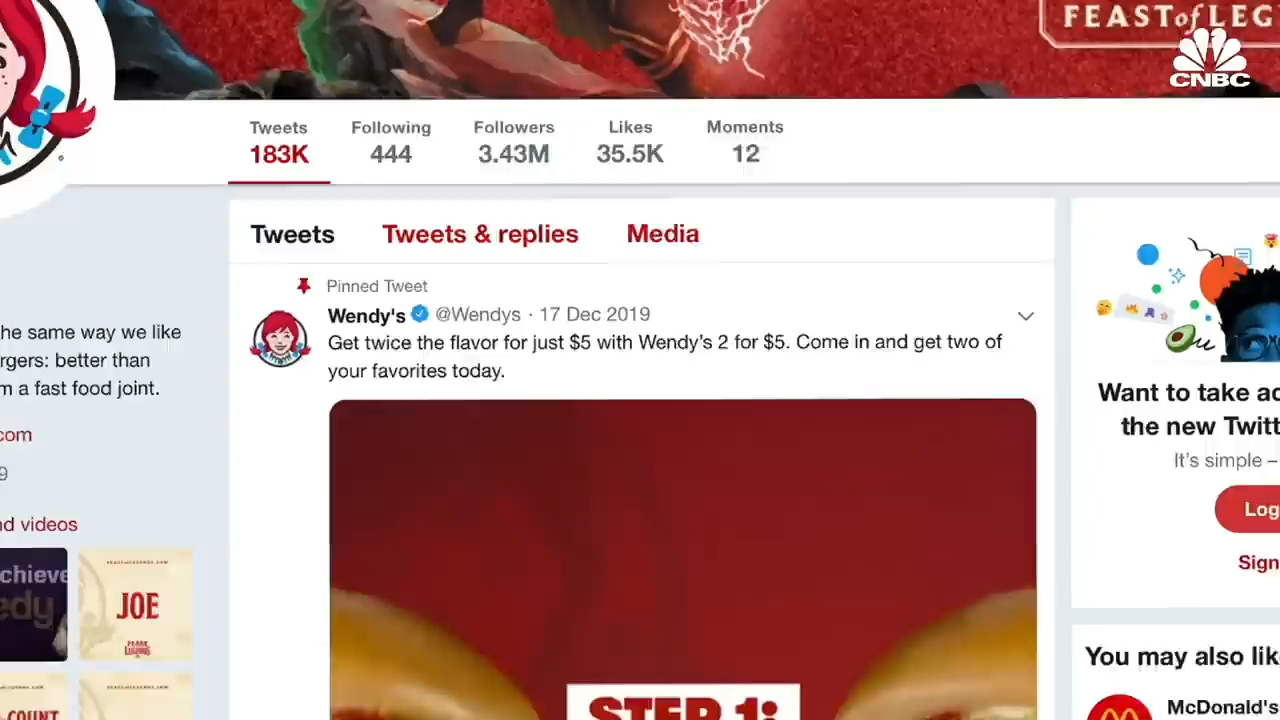 FEAST of LEG
CNBC
Tweets Following Followers Likes Moments
183K 444 3.43M 35.5K 12
Tweets Tweets & replies Media
Pinned Tweet
Wendy's @Wendys · 17 Dec 2019
Get twice the flavor for just $5 with Wendy's 2 for $5. Come in and get two of
your favorites today.
STEP 1:
he same way we like
rgers: better than
m a fast food joint.
com
9
nd videos
chieve
edy
JOE
COUNT
Want to take ad
the new Twitt
It's simple –
Log
Sign
You may also lik
McDonald's